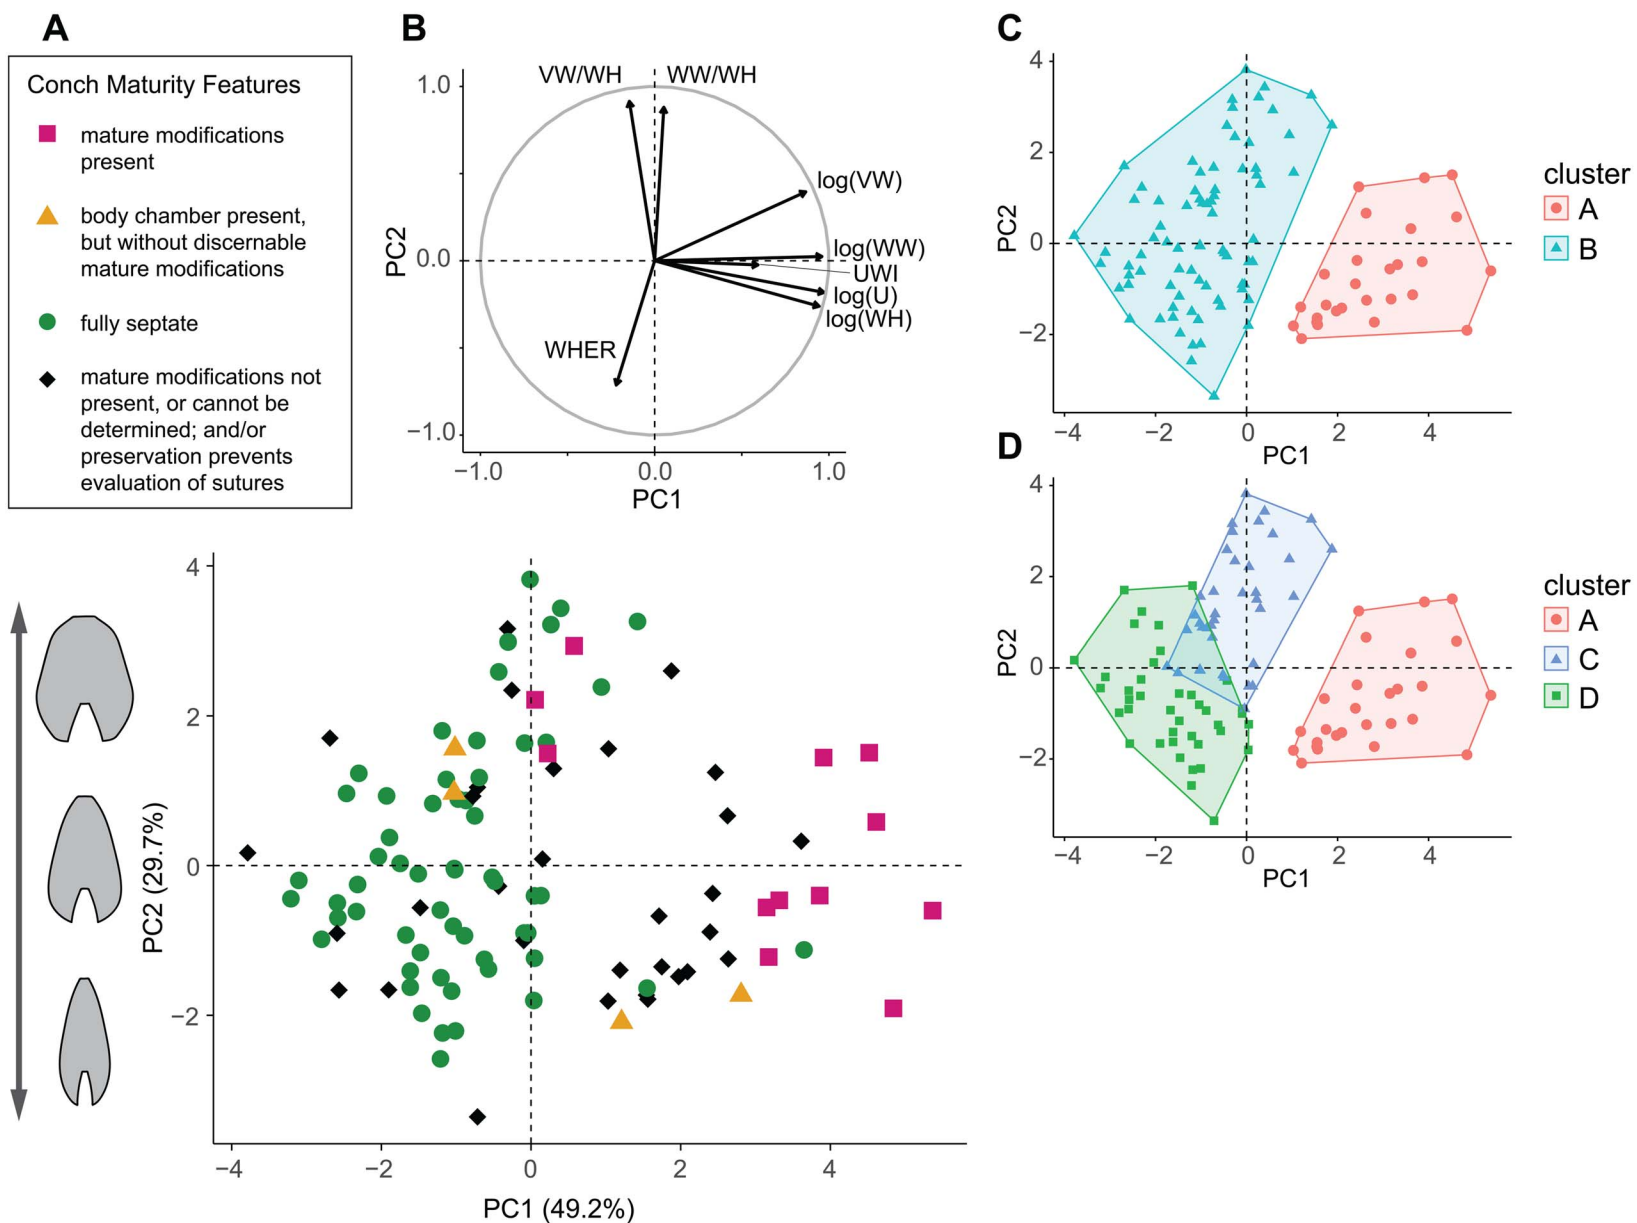 A
Conch Maturity Features
mature modifications
present
body chamber present,
but without discernable
mature modifications
fully septate
mature modifications not
present, or cannot be
determined; and/or
preservation prevents
evaluation of sutures
B
VW/WH
WW/WH
1.0
log(VW)
PC2
0.0
log(WW)
UWI
log(U)
log(WH)
WHER
−1.0
−1.0
0.0
1.0
PC1
C
4
2
PC2
0
−2
−4
−2
0
2
4
PC1
cluster
A
B
D
4
2
PC2
0
−2
−4
−2
0
2
4
PC1
cluster
A
C
D
4
2
0
−2
PC2 (29.7%)
−4
−2
0
2
4
PC1 (49.2%)